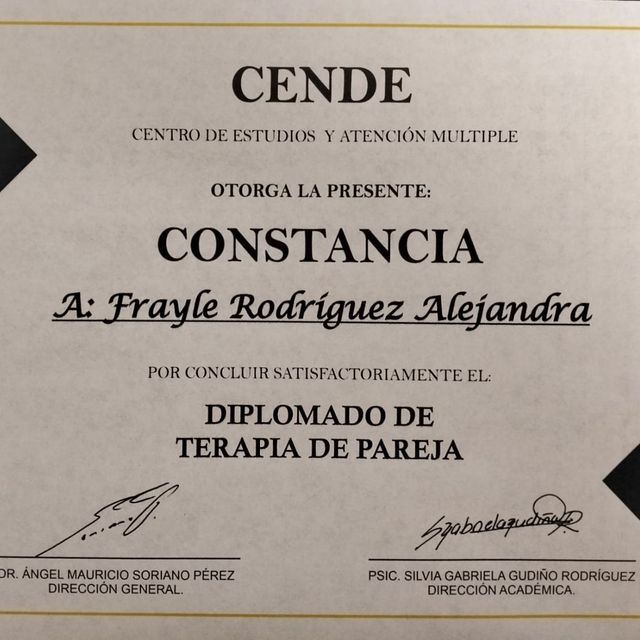 CENDE
CENTRO DE ESTUDIOS Y ATENCIÓN MULTIPLE
OTORGA LA PRESENTE:
CONSTANCIA
A: Frayle Rodríguez Alejandra
POR CONCLUIR SATISFACTORIAMENTE EL:
DIPLOMADO DE
TERAPIA DE PAREJA
DR. ÁNGEL MAURICIO SORIANO PÉREZ
DIRECCIÓN GENERAL.
PSIC. SILVIA GABRIELA GUDIÑO RODRÍGUEZ
DIRECCIÓN ACADÉMICA.